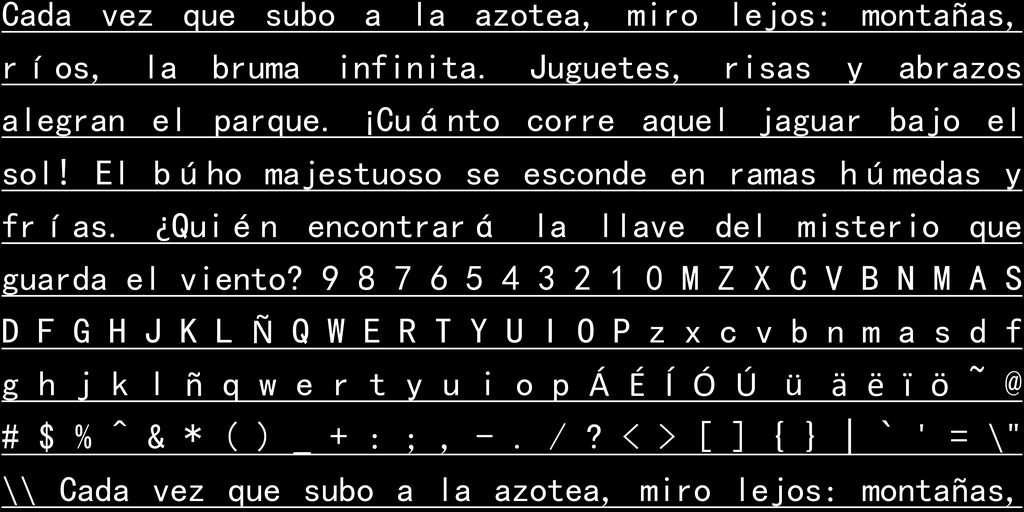 Cada vez que subo a la azotea, miro lejos: montañas,
ríos, la bruma infinita. Juguetes, risas y abrazos
alegran el parque. ¡Cuánto corre aquel jaguar bajo el
sol! El búho majestuoso se esconde en ramas húmedas y
frías. ¿Quién encontrará la llave del misterio que
guarda el viento? 9 8 7 6 5 4 3 2 1 0 M Z X C V B N M A S
D F G H J K L Ñ Q W E R T Y U I O P z x c v b n m a s d f
g h j k l ñ q w e r t y u i o p Á É Í Ó Ú ü ä ë ï ö ~ @
# $ % ^ & * ( ) _ + : ; , - . / ? < > [ ] { } | ` ' = \"
\\ Cada vez que subo a la azotea, miro lejos: montañas,